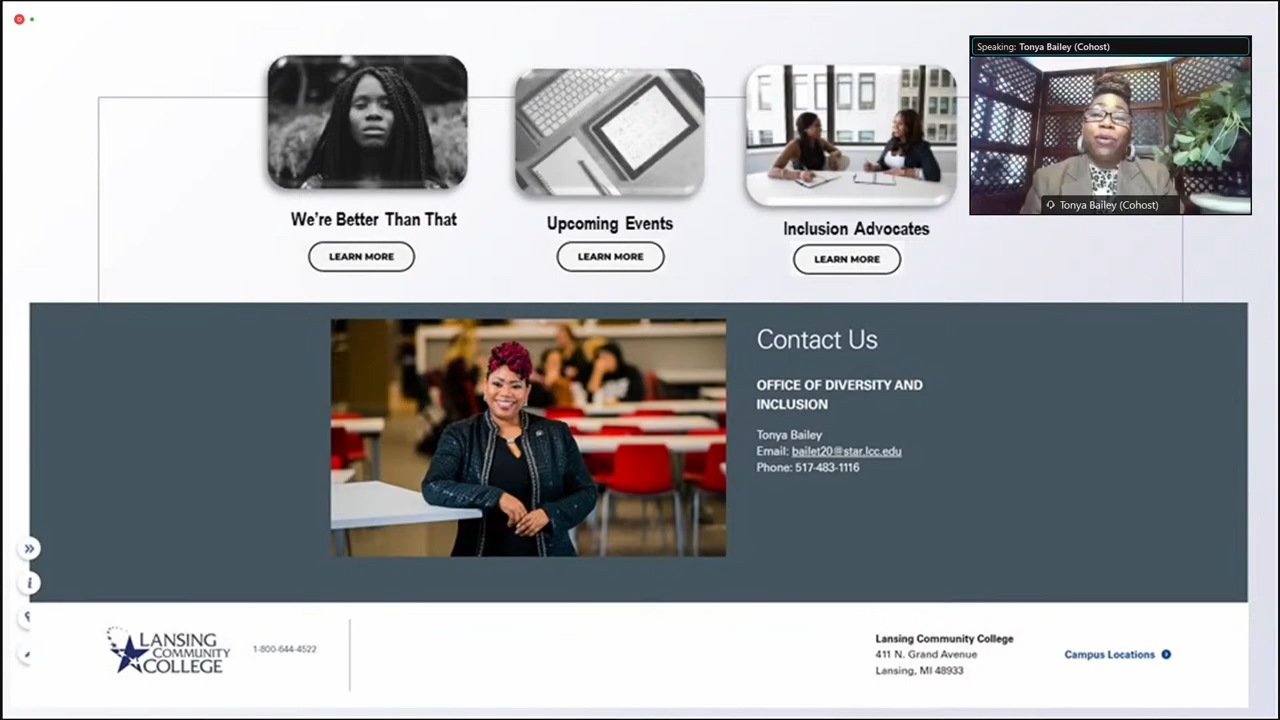 Speaking: Tonya Bailey (Cohost)
Tonya Bailey (Cohost)
We're Better Than That
LEARN MORE
Upcoming Events
LEARN MORE
Inclusion Advocates
LEARN MORE
Contact Us
OFFICE OF DIVERSITY AND
INCLUSION
Tonya Bailey
Email: bailet20@star.lcc.edu
Phone: 517-483-1116
LANSING
COMMUNITY
COLLEGE
1-800-644-4522
Lansing Community College
411 N. Grand Avenue
Lansing, MI 48933
Campus Locations